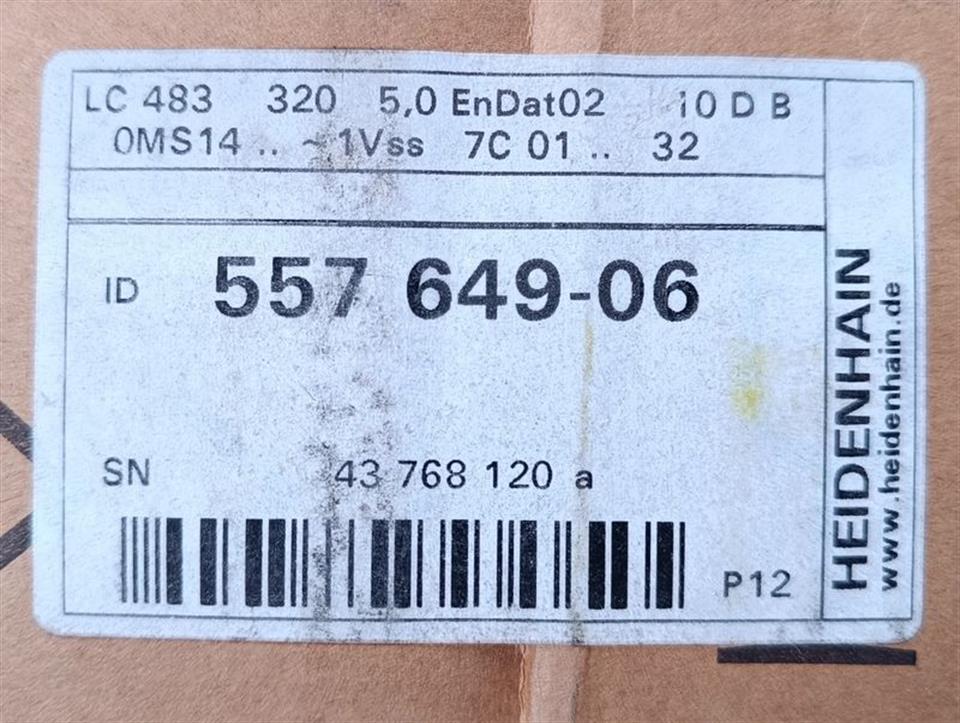 LC 483 320 5,0 EnDat02 10 D B
0MS14 .. ~1Vss 7C 01 .. 32
ID 557 649-06
SN 43 768 120 a
P12
HEIDENHAIN
www.heidenhain.de